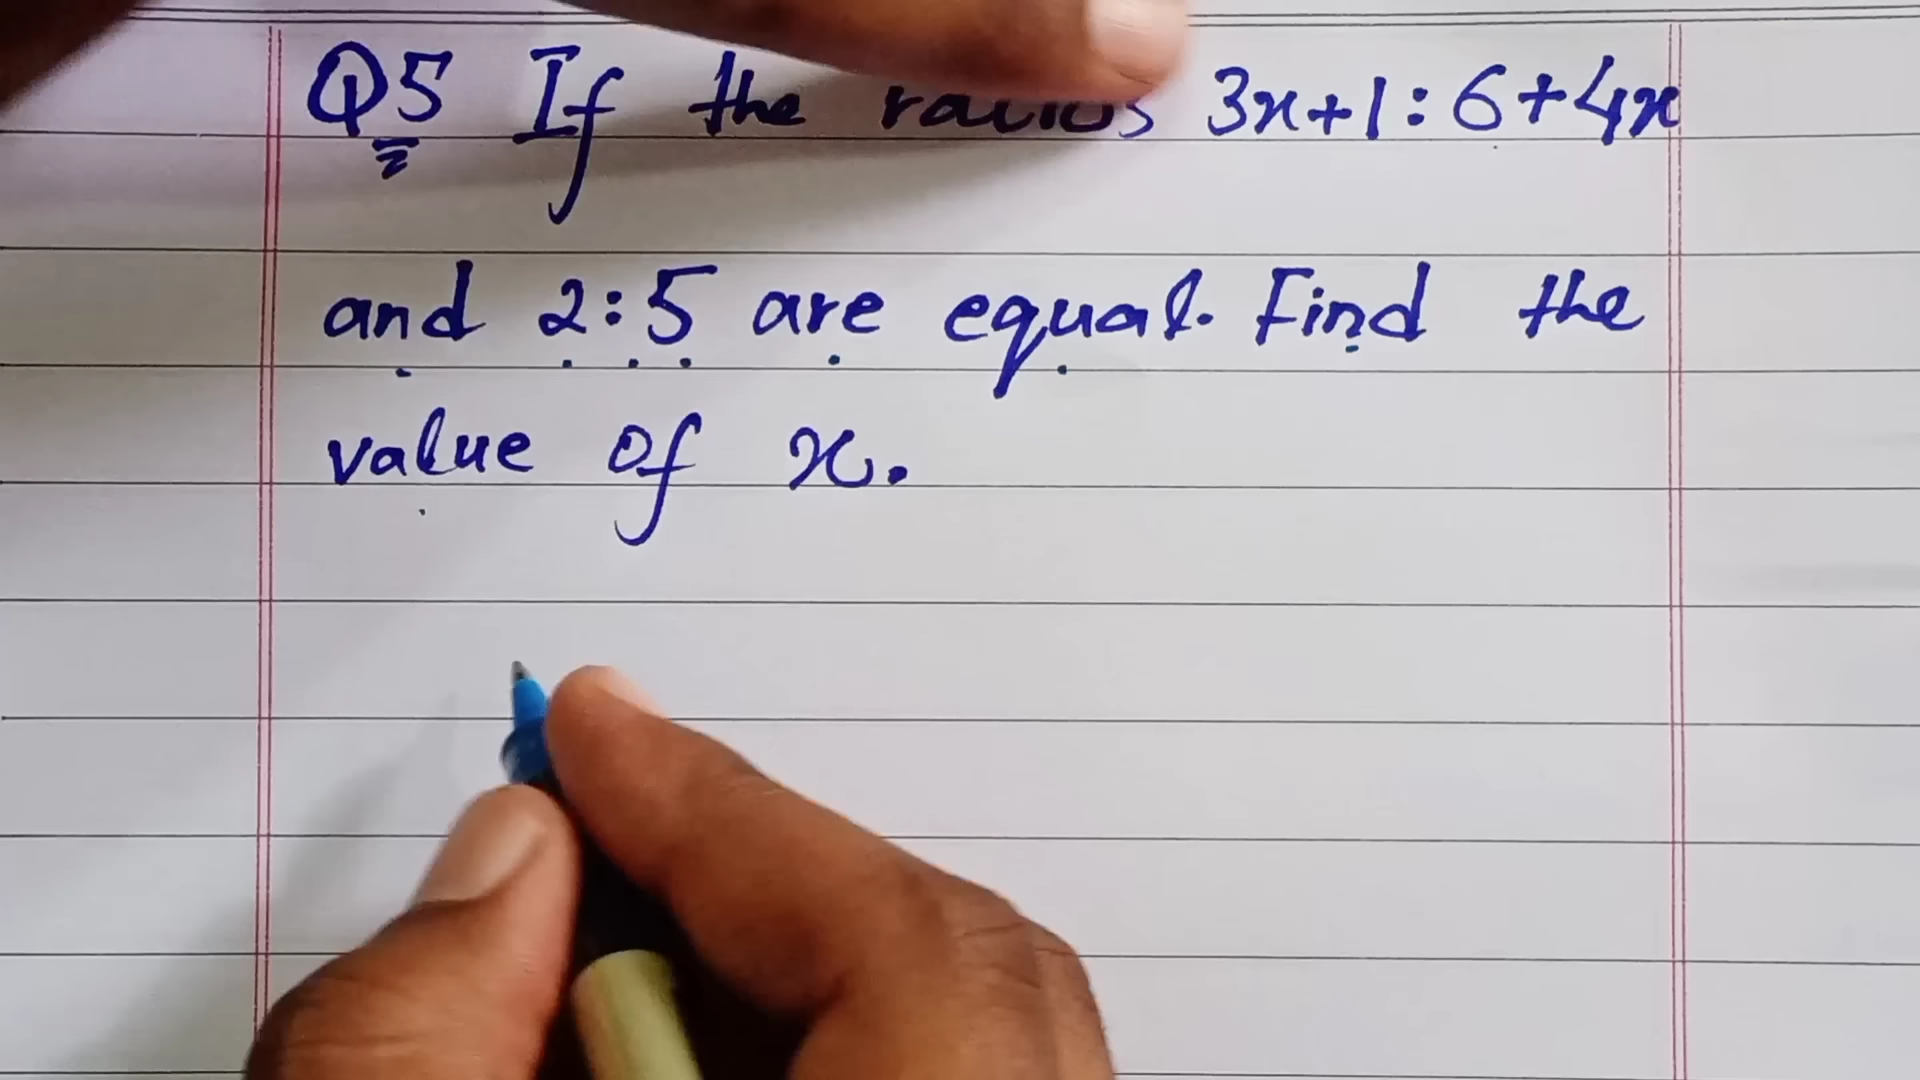 Q5 If the ratios 3x+1:6+4x
and 2:5 are equal. Find the
value of x.